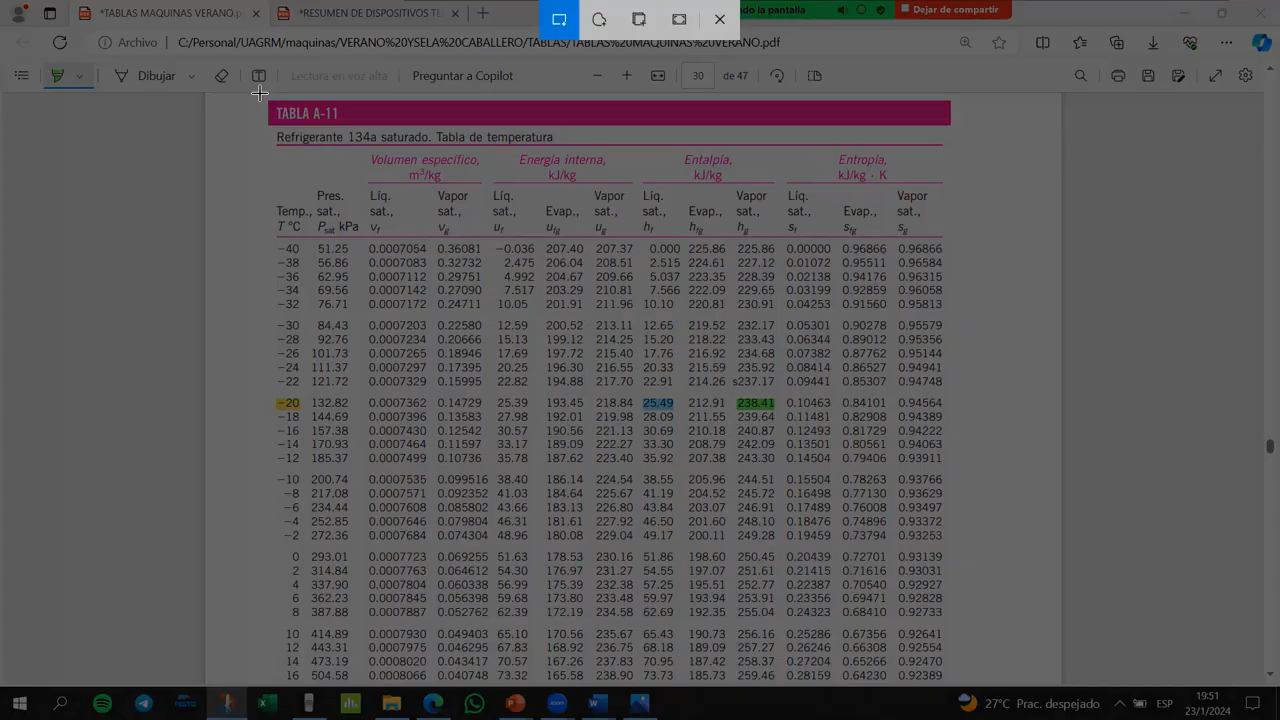 *TABLAS MAQUINAS VERANO.p
*RESUMEN DE DISPOSITIVOS TE
la pantalla
Dejar de compartir
Archivo C:/Personal/UAGRM/maquinas/VERANO%20YSELA%20CABALLERO/TABLAS/TABLAS%20MAQUINAS%20VERANO.pdf
Dibujar Lectura en voz alta Preguntar a Copilot 30 de 47
TABLA A-11
Refrigerante 134a saturado. Tabla de temperatura
Volumen específico, Energía interna, Entalpía, Entropía,
m³/kg kJ/kg kJ/kg kJ/kg · K
Pres. Líq. Vapor Líq. Vapor Líq. Vapor Líq. Vapor
Temp., sat., sat., sat., sat., Evap., sat., sat., Evap., sat., sat., Evap., sat.,
T °C Psat kPa vf vg uf ufg ug hf hfg hg sf sfg sg
−40 51.25 0.0007054 0.36081 −0.036 207.40 207.37 0.000 225.86 225.86 0.00000 0.96866 0.96866
−38 56.86 0.0007083 0.32732 2.475 206.04 208.51 2.515 224.61 227.12 0.01072 0.95511 0.96584
−36 62.95 0.0007112 0.29751 4.992 204.67 209.66 5.037 223.35 228.39 0.02138 0.94176 0.96315
−34 69.56 0.0007142 0.27090 7.517 203.29 210.81 7.566 222.09 229.65 0.03199 0.92859 0.96058
−32 76.71 0.0007172 0.24711 10.05 201.91 211.96 10.10 220.81 230.91 0.04253 0.91560 0.95813
−30 84.43 0.0007203 0.22580 12.59 200.52 213.11 12.65 219.52 232.17 0.05301 0.90278 0.95579
−28 92.76 0.0007234 0.20666 15.13 199.12 214.25 15.20 218.22 233.43 0.06344 0.89012 0.95356
−26 101.73 0.0007265 0.18946 17.69 197.72 215.40 17.76 216.92 234.68 0.07382 0.87762 0.95144
−24 111.37 0.0007297 0.17395 20.25 196.30 216.55 20.33 215.59 235.92 0.08414 0.86527 0.94941
−22 121.72 0.0007329 0.15995 22.82 194.88 217.70 22.91 214.26 s237.17 0.09441 0.85307 0.94748
−20 132.82 0.0007362 0.14729 25.39 193.45 218.84 25.49 212.91 238.41 0.10463 0.84101 0.94564
−18 144.69 0.0007396 0.13583 27.98 192.01 219.98 28.09 211.55 239.64 0.11481 0.82908 0.94389
−16 157.38 0.0007430 0.12542 30.57 190.56 221.13 30.69 210.18 240.87 0.12493 0.81729 0.94222
−14 170.93 0.0007464 0.11597 33.17 189.09 222.27 33.30 208.79 242.09 0.13501 0.80561 0.94063
−12 185.37 0.0007499 0.10736 35.78 187.62 223.40 35.92 207.38 243.30 0.14504 0.79406 0.93911
−10 200.74 0.0007535 0.099516 38.40 186.14 224.54 38.55 205.96 244.51 0.15504 0.78263 0.93766
−8 217.08 0.0007571 0.092352 41.03 184.64 225.67 41.19 204.52 245.72 0.16498 0.77130 0.93629
−6 234.44 0.0007608 0.085802 43.66 183.13 226.80 43.84 203.07 246.91 0.17489 0.76008 0.93497
−4 252.85 0.0007646 0.079804 46.31 181.61 227.92 46.50 201.60 248.10 0.18476 0.74896 0.93372
−2 272.36 0.0007684 0.074304 48.96 180.08 229.04 49.17 200.11 249.28 0.19459 0.73794 0.93253
0 293.01 0.0007723 0.069255 51.63 178.53 230.16 51.86 198.60 250.45 0.20439 0.72701 0.93139
2 314.84 0.0007763 0.064612 54.30 176.97 231.27 54.55 197.07 251.61 0.21415 0.71616 0.93031
4 337.90 0.0007804 0.060338 56.99 175.39 232.38 57.25 195.51 252.77 0.22387 0.70540 0.92927
6 362.23 0.0007845 0.056398 59.68 173.80 233.48 59.97 193.94 253.91 0.23356 0.69471 0.92828
8 387.88 0.0007887 0.052762 62.39 172.19 234.58 62.69 192.35 255.04 0.24323 0.68410 0.92733
10 414.89 0.0007930 0.049403 65.10 170.56 235.67 65.43 190.73 256.16 0.25286 0.67356 0.92641
12 443.31 0.0007975 0.046295 67.83 168.92 236.75 68.18 189.09 257.27 0.26246 0.66308 0.92554
14 473.19 0.0008020 0.043417 70.57 167.26 237.83 70.95 187.42 258.37 0.27204 0.65266 0.92470
16 504.58 0.0008066 0.040748 73.32 165.58 238.90 73.73 185.73 259.46 0.28159 0.64230 0.92389
27°C Prac. despejado ESP
19:51
23/1/2024